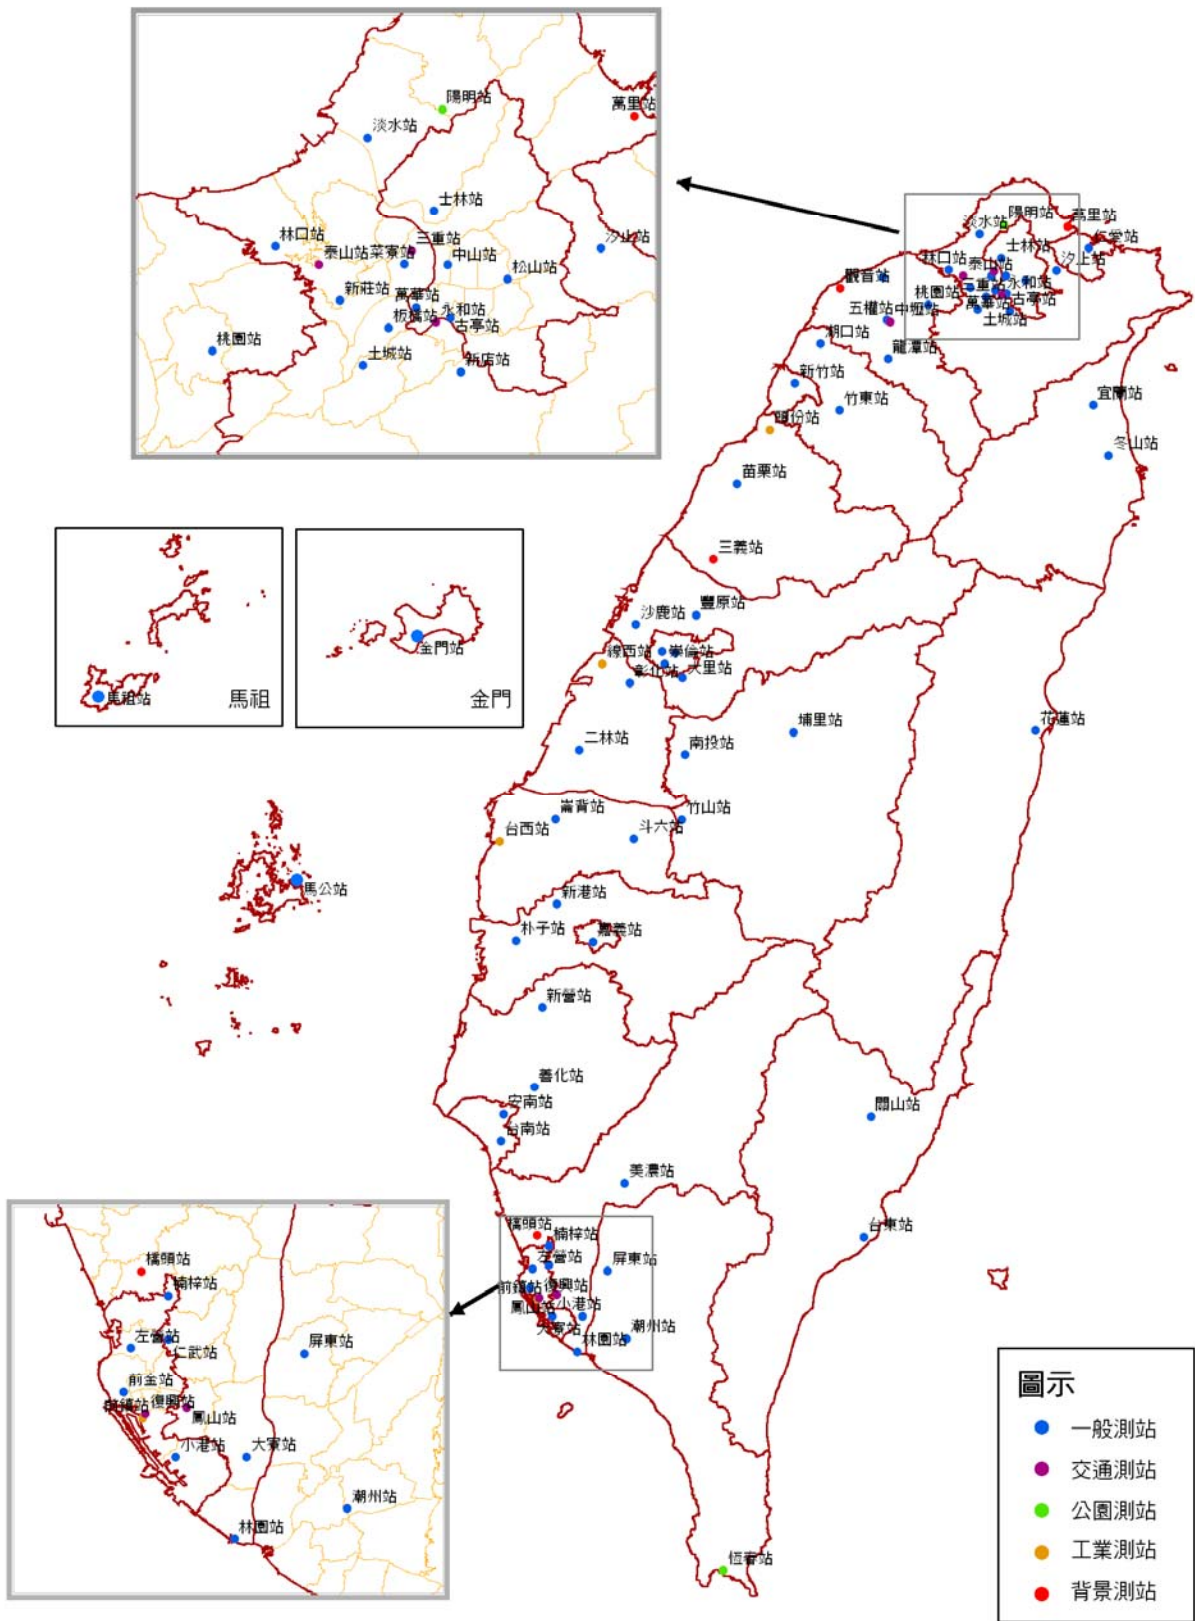 陽明站
萬里站
淡水站
士林站
林口站
泰山站
菜寮站
三重站
中山站
汐止站
松山站
新莊站
萬華站
永和站
板橋站
古亭站
桃園站
土城站
新店站
淡水站
陽明站
萬里站
仁愛站
士林站
林口站
泰山站
汐止站
觀音站
三重站
永和站
桃園站
萬華站
古亭站
五權站
中壢站
土城站
湖口站
龍潭站
新竹站
竹東站
宜蘭站
頭份站
冬山站
苗栗站
三義站
豐原站
沙鹿站
線西站
崇倫站
彰化站
大里站
馬祖站
馬祖
金門站
金門
二林站
南投站
埔里站
花蓮站
崙背站
竹山站
台西站
斗六站
馬公站
新港站
朴子站
嘉義站
新營站
善化站
安南站
台南站
關山站
美濃站
台東站
橋頭站
楠梓站
左營站
屏東站
前鎮站
復興站
鳳山站
小港站
大寮站
林園站
潮州站
橋頭站
楠梓站
左營站
仁武站
屏東站
前金站
前鎮站
復興站
鳳山站
小港站
大寮站
潮州站
林園站
恆春站
圖示
一般測站
交通測站
公園測站
工業測站
背景測站